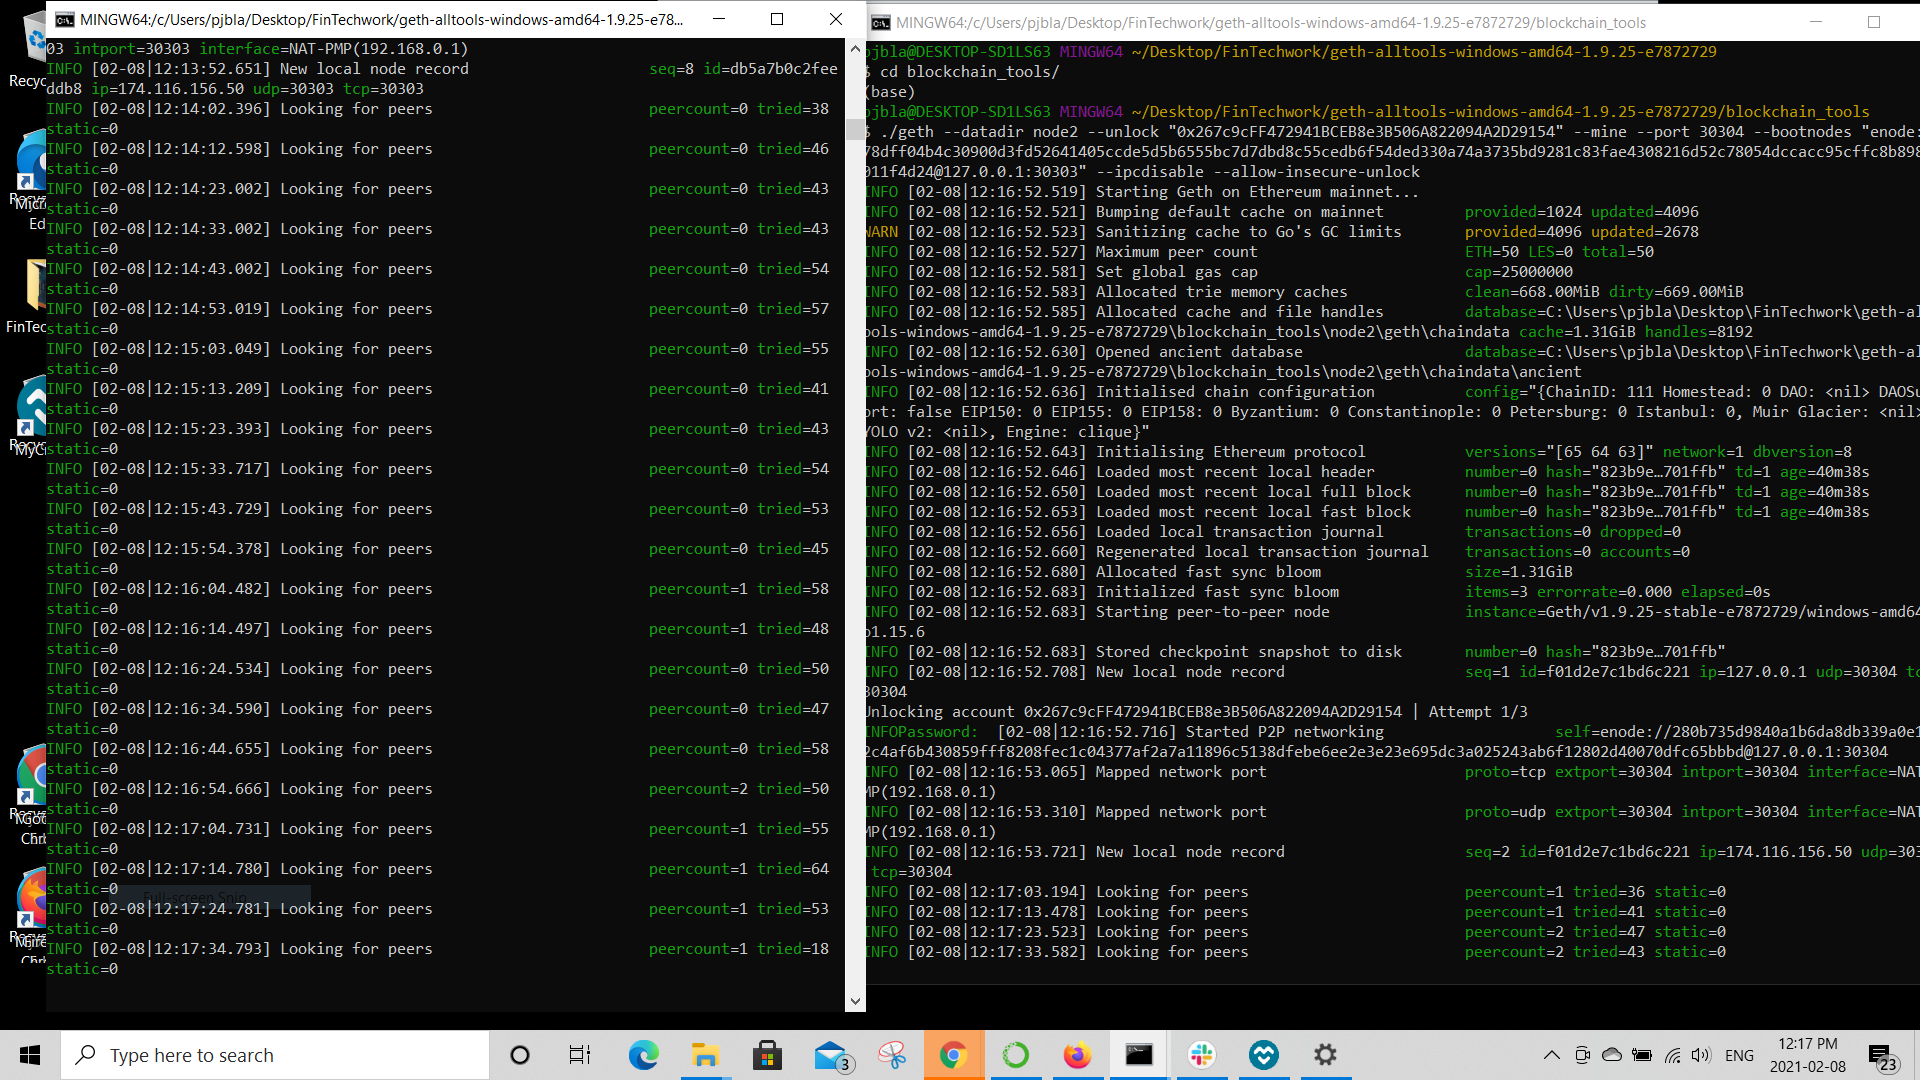 MINGW64:/c/Users/pjbla/Desktop/FinTechwork/geth-alltools-windows-amd64-1.9.25-e78...
03 intport=30303 interface=NAT-PMP(192.168.0.1)
INFO [02-08|12:13:52.651] New local node record seq=8 id=db5a7b0c2fee
ddb8 ip=174.116.156.50 udp=30303 tcp=30303
INFO [02-08|12:14:02.396] Looking for peers peercount=0 tried=38
static=0
INFO [02-08|12:14:12.598] Looking for peers peercount=0 tried=46
static=0
INFO [02-08|12:14:23.002] Looking for peers peercount=0 tried=43
static=0
INFO [02-08|12:14:33.002] Looking for peers peercount=0 tried=43
static=0
INFO [02-08|12:14:43.002] Looking for peers peercount=0 tried=54
static=0
INFO [02-08|12:14:53.019] Looking for peers peercount=0 tried=57
static=0
INFO [02-08|12:15:03.049] Looking for peers peercount=0 tried=55
static=0
INFO [02-08|12:15:13.209] Looking for peers peercount=0 tried=41
static=0
INFO [02-08|12:15:23.393] Looking for peers peercount=0 tried=43
static=0
INFO [02-08|12:15:33.717] Looking for peers peercount=0 tried=54
static=0
INFO [02-08|12:15:43.729] Looking for peers peercount=0 tried=53
static=0
INFO [02-08|12:15:54.378] Looking for peers peercount=0 tried=45
static=0
INFO [02-08|12:16:04.482] Looking for peers peercount=1 tried=58
static=0
INFO [02-08|12:16:14.497] Looking for peers peercount=1 tried=48
static=0
INFO [02-08|12:16:24.534] Looking for peers peercount=0 tried=50
static=0
INFO [02-08|12:16:34.590] Looking for peers peercount=0 tried=47
static=0
INFO [02-08|12:16:44.655] Looking for peers peercount=0 tried=58
static=0
INFO [02-08|12:16:54.666] Looking for peers peercount=2 tried=50
static=0
INFO [02-08|12:17:04.731] Looking for peers peercount=1 tried=55
static=0
INFO [02-08|12:17:14.780] Looking for peers peercount=1 tried=64
static=0
Full-screen Snip
INFO [02-08|12:17:24.781] Looking for peers peercount=1 tried=53
static=0
INFO [02-08|12:17:34.793] Looking for peers peercount=1 tried=18
static=0
MINGW64:/c/Users/pjbla/Desktop/FinTechwork/geth-alltools-windows-amd64-1.9.25-e7872729/blockchain_tools
pjbla@DESKTOP-SD1LS63 MINGW64 ~/Desktop/FinTechwork/geth-alltools-windows-amd64-1.9.25-e7872729
$ cd blockchain_tools/
(base)
pjbla@DESKTOP-SD1LS63 MINGW64 ~/Desktop/FinTechwork/geth-alltools-windows-amd64-1.9.25-e7872729/blockchain_tools
$ ./geth --datadir node2 --unlock "0x267c9cFF472941BCEB8e3B506A822094A2D29154" --mine --port 30304 --bootnodes "enode:
78dff04b4c30900d3fd52641405ccde5d5b6555bc7d7dbd8c55cedb6f54ded330a74a3735bd9281c83fae4308216d52c78054dccacc95cffc8b898
011f4d24@127.0.0.1:30303" --ipcdisable --allow-insecure-unlock
INFO [02-08|12:16:52.519] Starting Geth on Ethereum mainnet...
INFO [02-08|12:16:52.521] Bumping default cache on mainnet provided=1024 updated=4096
WARN [02-08|12:16:52.523] Sanitizing cache to Go's GC limits provided=4096 updated=2678
INFO [02-08|12:16:52.527] Maximum peer count ETH=50 LES=0 total=50
INFO [02-08|12:16:52.581] Set global gas cap cap=25000000
INFO [02-08|12:16:52.583] Allocated trie memory caches clean=668.00MiB dirty=669.00MiB
INFO [02-08|12:16:52.585] Allocated cache and file handles database=C:\Users\pjbla\Desktop\FinTechwork\geth-al
ools-windows-amd64-1.9.25-e7872729\blockchain_tools\node2\geth\chaindata cache=1.31GiB handles=8192
INFO [02-08|12:16:52.630] Opened ancient database database=C:\Users\pjbla\Desktop\FinTechwork\geth-al
ools-windows-amd64-1.9.25-e7872729\blockchain_tools\node2\geth\chaindata\ancient
INFO [02-08|12:16:52.636] Initialised chain configuration config="{ChainID: 111 Homestead: 0 DAO: <nil> DAOSu
ort: false EIP150: 0 EIP155: 0 EIP158: 0 Byzantium: 0 Constantinople: 0 Petersburg: 0 Istanbul: 0, Muir Glacier: <nil>
YOLO v2: <nil>, Engine: clique}"
INFO [02-08|12:16:52.643] Initialising Ethereum protocol versions="[65 64 63]" network=1 dbversion=8
INFO [02-08|12:16:52.646] Loaded most recent local header number=0 hash="823b9e…701ffb" td=1 age=40m38s
INFO [02-08|12:16:52.650] Loaded most recent local full block number=0 hash="823b9e…701ffb" td=1 age=40m38s
INFO [02-08|12:16:52.653] Loaded most recent local fast block number=0 hash="823b9e…701ffb" td=1 age=40m38s
INFO [02-08|12:16:52.656] Loaded local transaction journal transactions=0 dropped=0
INFO [02-08|12:16:52.660] Regenerated local transaction journal transactions=0 accounts=0
INFO [02-08|12:16:52.680] Allocated fast sync bloom size=1.31GiB
INFO [02-08|12:16:52.683] Initialized fast sync bloom items=3 errorrate=0.000 elapsed=0s
INFO [02-08|12:16:52.683] Starting peer-to-peer node instance=Geth/v1.9.25-stable-e7872729/windows-amd64
o1.15.6
INFO [02-08|12:16:52.683] Stored checkpoint snapshot to disk number=0 hash="823b9e…701ffb"
INFO [02-08|12:16:52.708] New local node record seq=1 id=f01d2e7c1bd6c221 ip=127.0.0.1 udp=30304 tc
30304
Unlocking account 0x267c9cFF472941BCEB8e3B506A822094A2D29154 | Attempt 1/3
INFOPassword: [02-08|12:16:52.716] Started P2P networking self=enode://280b735d9840a1b6da8db339a0e1
2c4af6b430859fff8208fec1c04377af2a7a11896c5138dfebe6ee2e3e23e695dc3a025243ab6f12802d40070dfc65bbbd@127.0.0.1:30304
INFO [02-08|12:16:53.065] Mapped network port proto=tcp extport=30304 intport=30304 interface=NAT
MP(192.168.0.1)
INFO [02-08|12:16:53.310] Mapped network port proto=udp extport=30304 intport=30304 interface=NAT
MP(192.168.0.1)
INFO [02-08|12:16:53.721] New local node record seq=2 id=f01d2e7c1bd6c221 ip=174.116.156.50 udp=303
tcp=30304
INFO [02-08|12:17:03.194] Looking for peers peercount=1 tried=36 static=0
INFO [02-08|12:17:13.478] Looking for peers peercount=1 tried=41 static=0
INFO [02-08|12:17:23.523] Looking for peers peercount=2 tried=47 static=0
INFO [02-08|12:17:33.582] Looking for peers peercount=2 tried=43 static=0
Type here to search
3
ENG
12:17 PM
2021-02-08
23